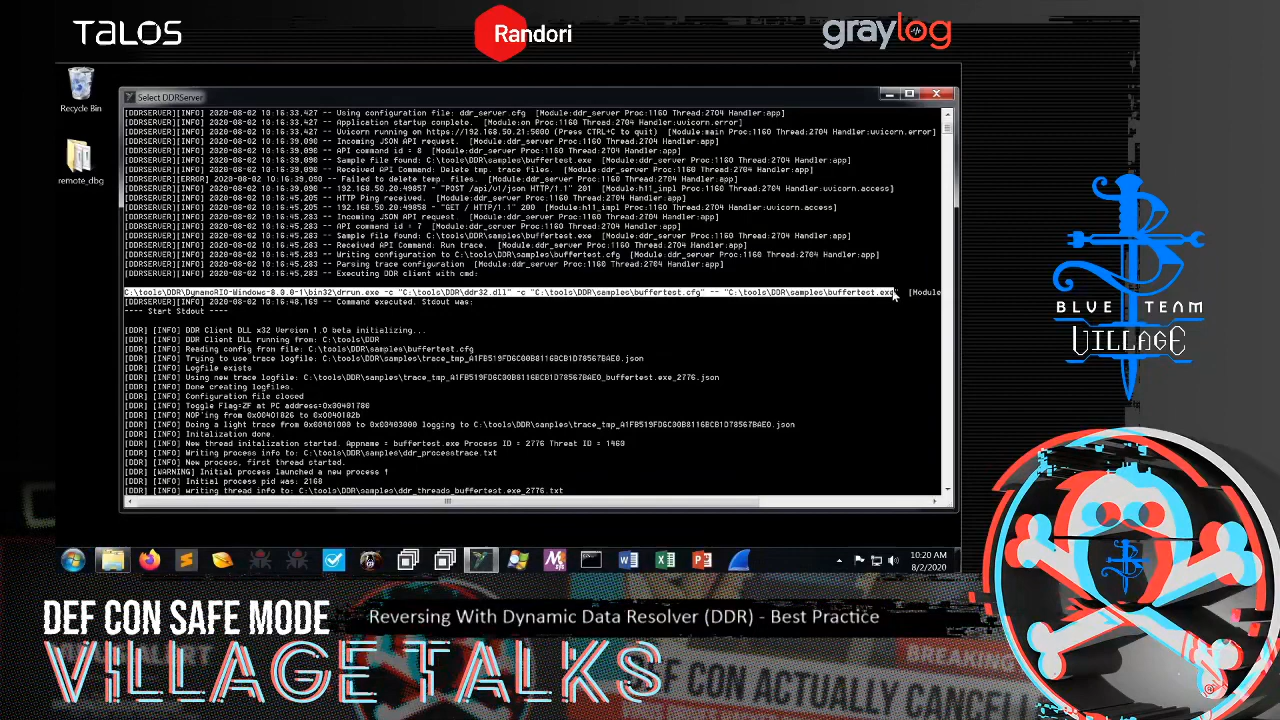 TALOS
Randori
graylog
Recycle Bin
remote_dbg
Select DDRServer
[DDRSERVER][INFO] 2020-08-02 10:16:33.427 -- Using configuration file: ddr_server.cfg [Module:ddr_server Proc:1160 Thread:2704 Handler:app]
[DDRSERVER][INFO] 2020-08-02 10:16:33.427 -- Application startup complete. [Module:on Proc:1160 Thread:2704 Handler:uvicorn.error]
[DDRSERVER][INFO] 2020-08-02 10:16:33.427 -- Uvicorn running on https://192.168.50.21:5000 (Press CTRL+C to quit) [Module:main Proc:1160 Thread:2704 Handler:uvicorn.error]
[DDRSERVER][INFO] 2020-08-02 10:16:39.090 -- Incoming JSON API request. [Module:ddr_server Proc:1160 Thread:2704 Handler:app]
[DDRSERVER][INFO] 2020-08-02 10:16:39.090 -- API command id = 8 [Module:ddr_server Proc:1160 Thread:2704 Handler:app]
[DDRSERVER][INFO] 2020-08-02 10:16:39.090 -- Sample file found: C:\tools\DDR\samples\buffertest.exe [Module:ddr_server Proc:1160 Thread:2704 Handler:app]
[DDRSERVER][INFO] 2020-08-02 10:16:39.090 -- Received API Command: Delete tmp. trace files. [Module:ddr_server Proc:1160 Thread:2704 Handler:app]
[DDRSERVER][ERROR] 2020-08-02 10:16:39.090 -- Failed to delete temp. files. [Module:ddr_server Proc:1160 Thread:2704 Handler:app]
[DDRSERVER][INFO] 2020-08-02 10:16:39.090 -- 192.168.50.20:49857 - "POST /api/v1/json HTTP/1.1" 201 [Module:h11_impl Proc:1160 Thread:2704 Handler:uvicorn.access]
[DDRSERVER][INFO] 2020-08-02 10:16:45.205 -- HTTP Ping received. [Module:ddr_server Proc:1160 Thread:2704 Handler:app]
[DDRSERVER][INFO] 2020-08-02 10:16:45.205 -- 192.168.50.20:49858 - "GET / HTTP/1.1" 200 [Module:h11_impl Proc:1160 Thread:2704 Handler:uvicorn.access]
[DDRSERVER][INFO] 2020-08-02 10:16:45.283 -- Incoming JSON API request. [Module:ddr_server Proc:1160 Thread:2704 Handler:app]
[DDRSERVER][INFO] 2020-08-02 10:16:45.283 -- API command id = 7 [Module:ddr_server Proc:1160 Thread:2704 Handler:app]
[DDRSERVER][INFO] 2020-08-02 10:16:45.283 -- Sample file found: C:\tools\DDR\samples\buffertest.exe [Module:ddr_server Proc:1160 Thread:2704 Handler:app]
[DDRSERVER][INFO] 2020-08-02 10:16:45.283 -- Received API Command: Run trace. [Module:ddr_server Proc:1160 Thread:2704 Handler:app]
[DDRSERVER][INFO] 2020-08-02 10:16:45.283 -- Writing configuration to C:\tools\DDR\samples\buffertest.cfg [Module:ddr_server Proc:1160 Thread:2704 Handler:app]
[DDRSERVER][INFO] 2020-08-02 10:16:45.283 -- Parsing trace configuration [Module:ddr_server Proc:1160 Thread:2704 Handler:app]
[DDRSERVER][INFO] 2020-08-02 10:16:45.283 -- Executing DDR client with cmd:
C:\tools\DDR\DynamoRIO-Windows-8.0.0-1\bin32\drrun.exe -c "C:\tools\DDR\ddr32.dll" -c "C:\tools\DDR\samples\buffertest.cfg" -- "C:\tools\DDR\samples\buffertest.exe" [Module
[DDRSERVER][INFO] 2020-08-02 10:16:48.169 -- Command executed. Stdout was:
---- Start Stdout ----
[DDR] [INFO] DDR Client DLL x32 Version 1.0 beta initializing...
[DDR] [INFO] DDR Client DLL running from: C:\tools\DDR
[DDR] [INFO] Reading config from file: C:\tools\DDR\samples\buffertest.cfg
[DDR] [INFO] Trying to use trace logfile: C:\tools\DDR\samples\trace_tmp_A1FB519FD6C00B8116BCB1D78567BAE0.json
[DDR] [INFO] Logfile exists
[DDR] [INFO] Using new trace logfile: C:\tools\DDR\samples\trace_tmp_A1FB519FD6C00B8116BCB1D78567BAE0_buffertest.exe_2776.json
[DDR] [INFO] Done creating logfiles.
[DDR] [INFO] Configuration file closed
[DDR] [INFO] Toggle Flag=ZF at PC address=0x00401780
[DDR] [INFO] NOP'ing from 0x00401826 to 0x0040182b
[DDR] [INFO] Doing a light trace from 0x00401000 to 0x00403000 logging to C:\tools\DDR\samples\trace_tmp_A1FB519FD6C00B8116BCB1D78567BAE0.json
[DDR] [INFO] Initalization done.
[DDR] [INFO] New thread initalization started. Appname = buffertest.exe Process ID = 2776 Threat ID = 1460
[DDR] [INFO] Writing process info to: C:\tools\DDR\samples\ddr_processtrace.txt
[DDR] [INFO] New process, first thread started.
[DDR] [WARNING] Initial process launched a new process !
[DDR] [INFO] Initial process pid was: 2168
[DDR] [INFO] writing thread info to: C:\tools\DDR\samples\ddr_threads_buffertest.exe_2776.txt
10:20 AM
8/2/2020
BLUE TEAM
VILLAGE
DEF CON SAFE MODE
VILLAGE TALKS
Reversing With Dynamic Data Resolver (DDR) - Best Practice
BREAKING
DEF CON ACTUALLY CANCEL